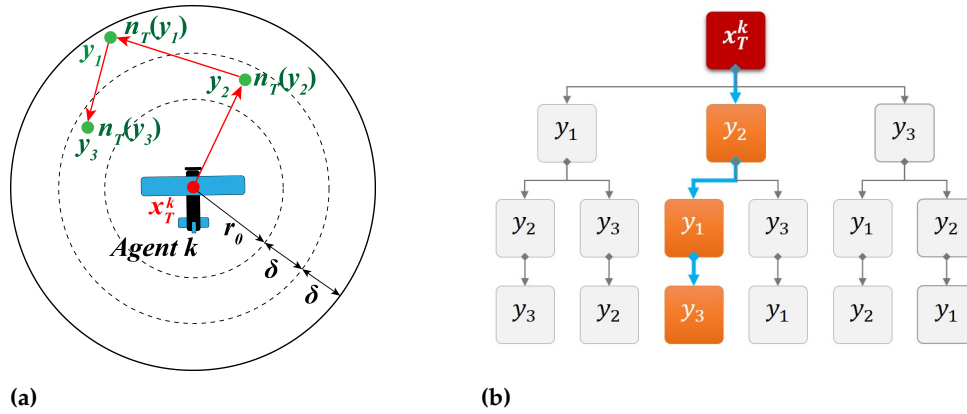 n_T(y_1)
y_1
n_T(y_2)
y_2
n_T(y_3)
y_3
x_T^k
r_0
Agent k
δ
δ
(a)
x_T^k
y_1 y_2 y_3
y_2 y_3 y_1 y_3 y_1 y_2
y_3 y_2 y_3 y_1 y_2 y_1
(b)